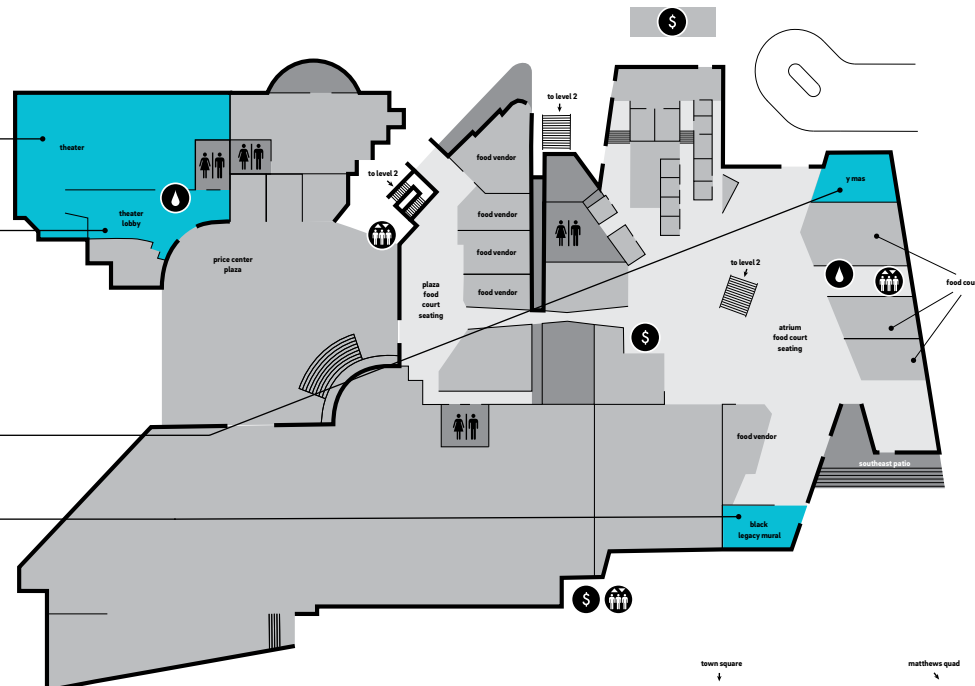 $
to level 2
theater
food vendor
to level 2
y mas
theater
lobby
food vendor
price center
plaza
food vendor
to level 2
plaza
food
court
seating
food vendor
food cou
$
atrium
food court
seating
food vendor
southeast patio
black
legacy mural
$
town square
matthews quad